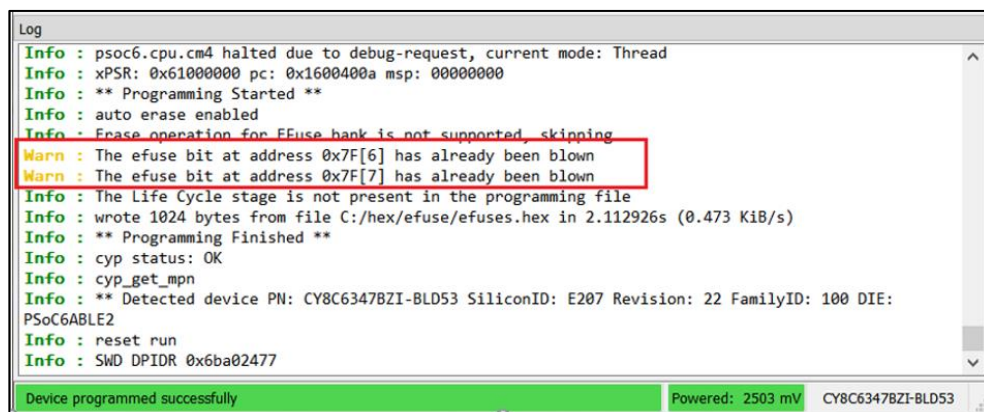 Log
Info : psoc6.cpu.cm4 halted due to debug-request, current mode: Thread
Info : xPSR: 0x61000000 pc: 0x1600400a msp: 00000000
Info : ** Programming Started **
Info : auto erase enabled
Info : Erase operation for EFuse bank is not supported, skipping
Warn : The efuse bit at address 0x7F[6] has already been blown
Warn : The efuse bit at address 0x7F[7] has already been blown
Info : The Life Cycle stage is not present in the programming file
Info : wrote 1024 bytes from file C:/hex/efuse/efuses.hex in 2.112926s (0.473 KiB/s)
Info : ** Programming Finished **
Info : cyp status: OK
Info : cyp_get_mpn
Info : ** Detected device PN: CY8C6347BZI-BLD53 SiliconID: E207 Revision: 22 FamilyID: 100 DIE:
PSoC6ABLE2
Info : reset run
Info : SWD DPIDR 0x6ba02477
Device programmed successfully Powered: 2503 mV CY8C6347BZI-BLD53